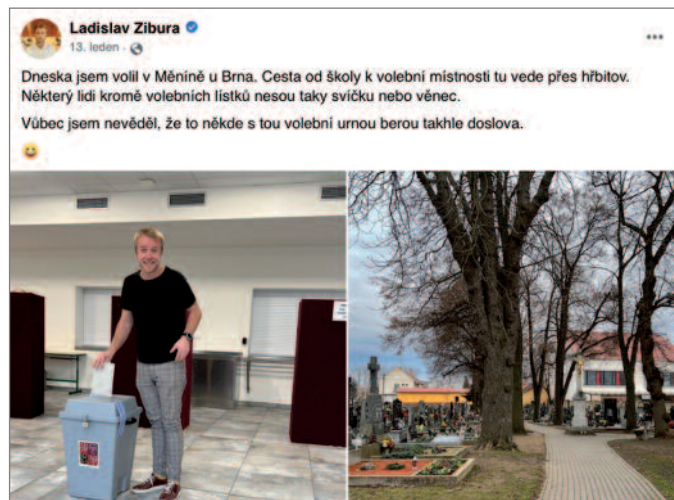 Ladislav Zibura
13. leden ·
Dneska jsem volil v Měníně u Brna. Cesta od školy k volební místnosti tu vede přes hřbitov.
Některý lidi kromě volebních lístků nesou taky svíčku nebo věnec.
Vůbec jsem nevěděl, že to někde s tou volební urnou berou takhle doslova.